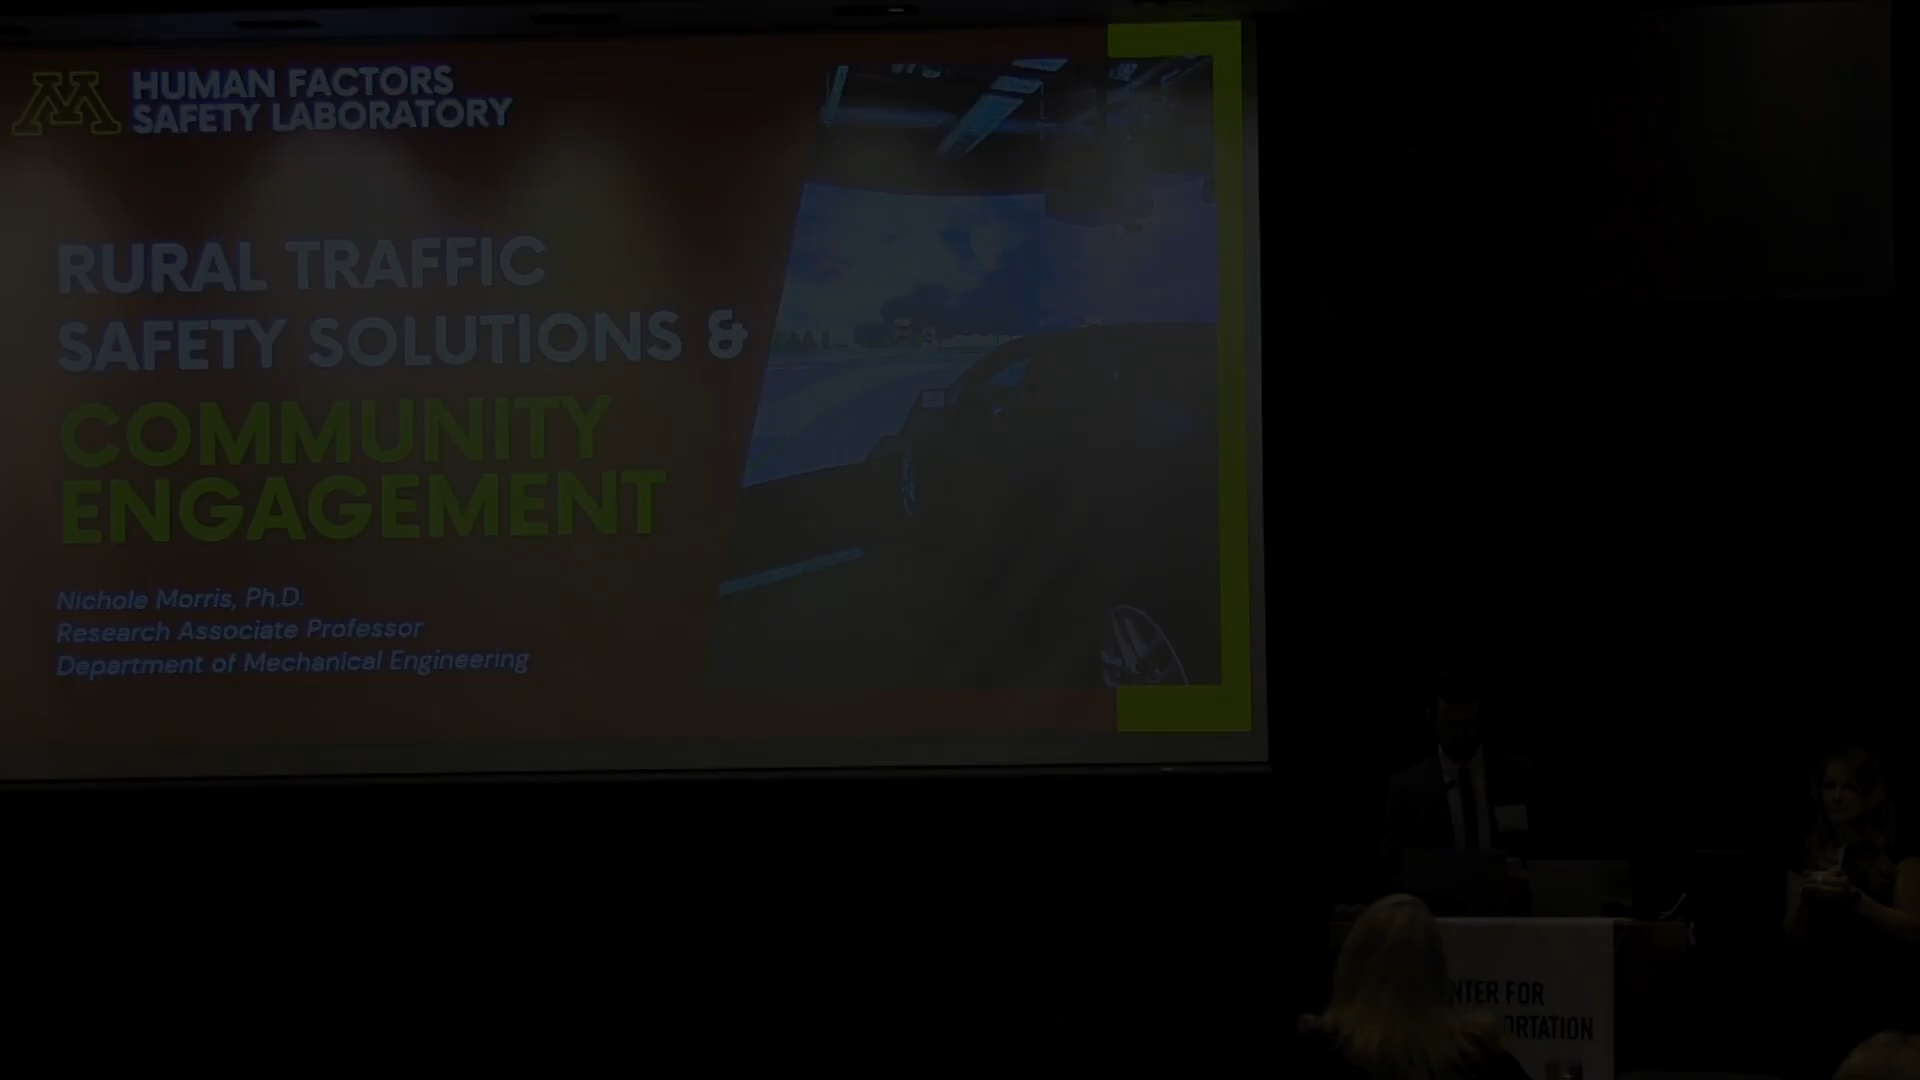 HUMAN FACTORS
SAFETY LABORATORY
RURAL TRAFFIC
SAFETY SOLUTIONS &
COMMUNITY
ENGAGEMENT
Nichole Morris, Ph.D.
Research Associate Professor
Department of Mechanical Engineering
NTER FOR
ORTATION